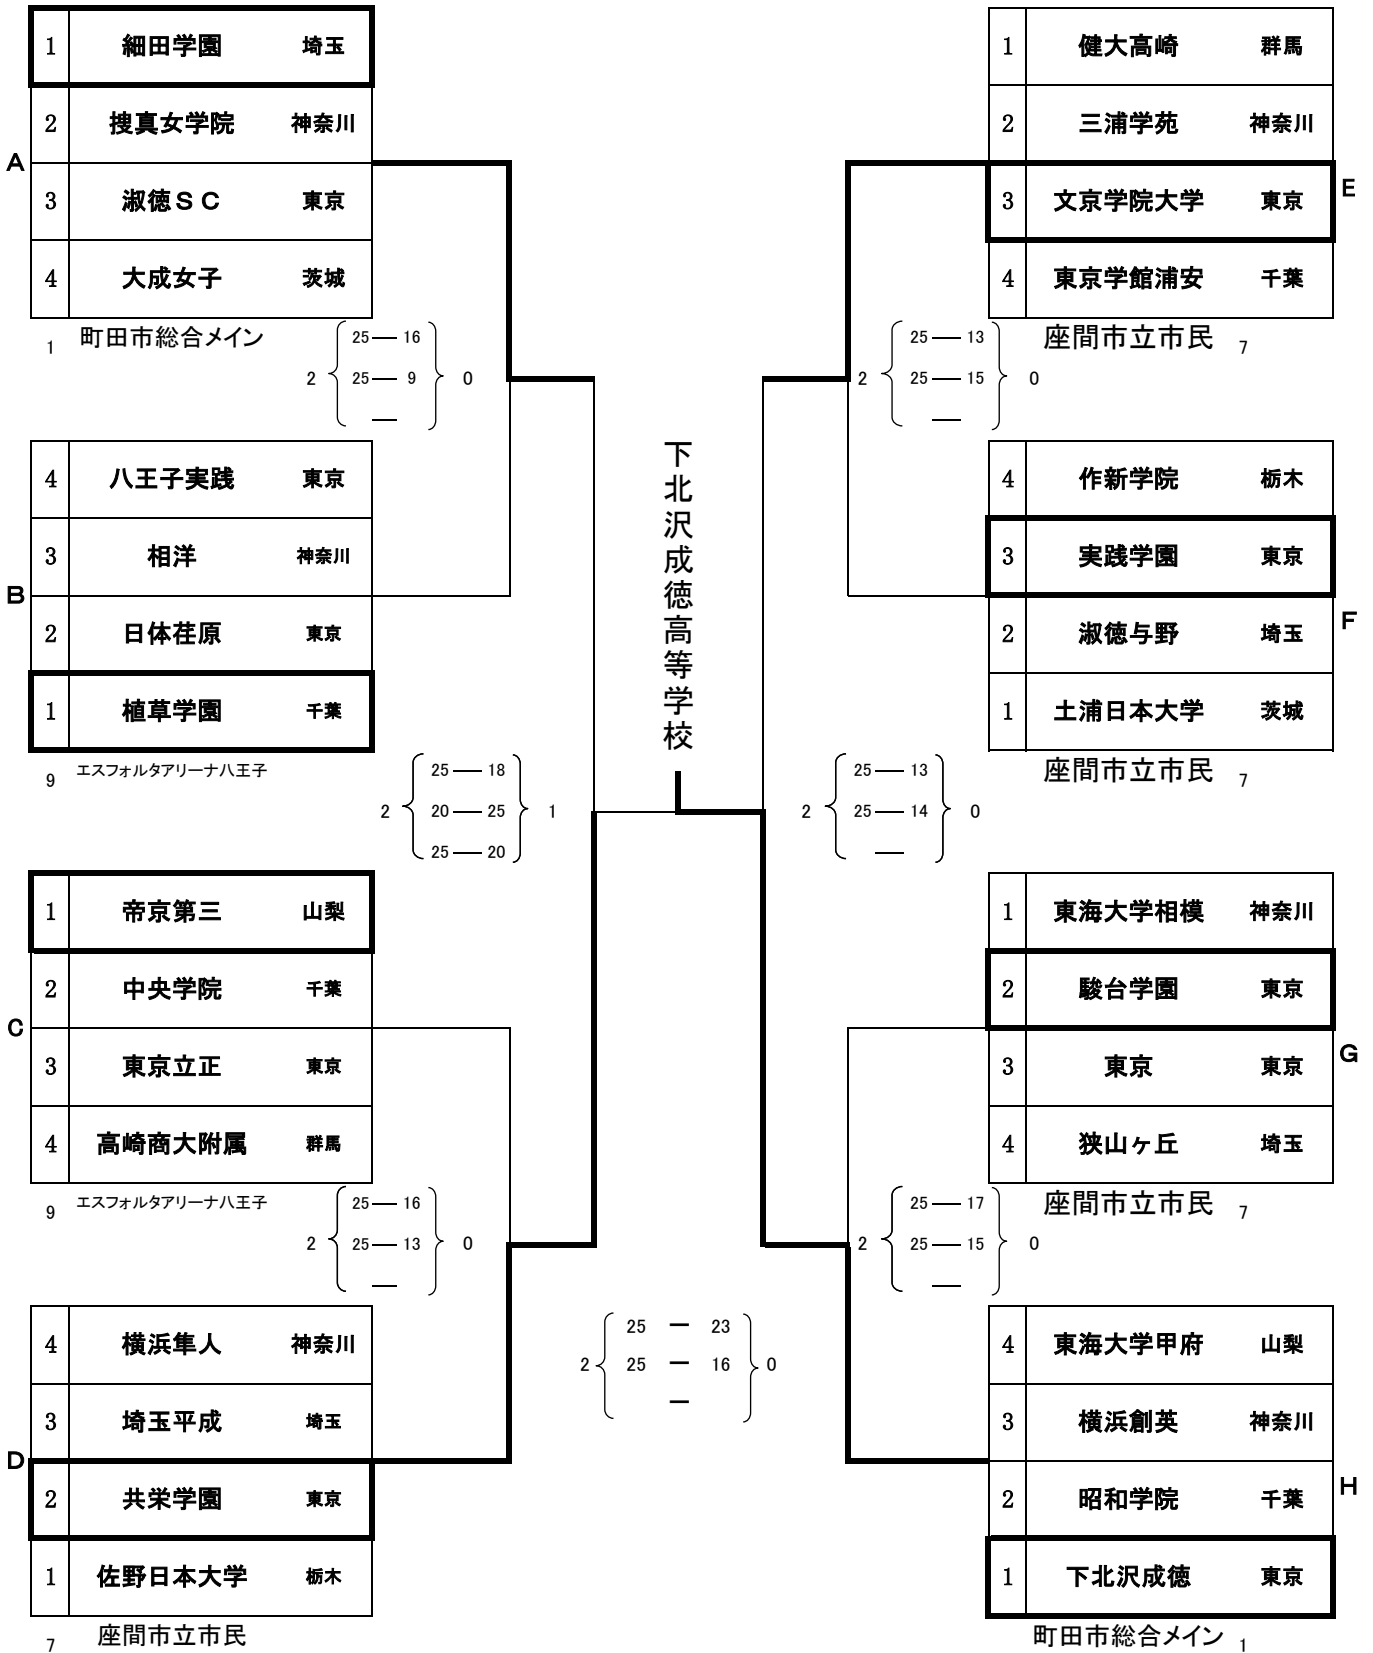 A
1 細田学園 埼玉
2 捜真女学院 神奈川
3 淑徳ＳＣ 東京
4 大成女子 茨城
1 町田市総合メイン
2 25 — 16 0
25 — 9
—
B
4 八王子実践 東京
3 相洋 神奈川
2 日体荏原 東京
1 植草学園 千葉
9 エスフォルタアリーナ八王子
2 25 — 18 1
20 — 25
25 — 20
C
1 帝京第三 山梨
2 中央学院 千葉
3 東京立正 東京
4 高崎商大附属 群馬
9 エスフォルタアリーナ八王子
2 25 — 16 0
25 — 13
—
D
4 横浜隼人 神奈川
3 埼玉平成 埼玉
2 共栄学園 東京
1 佐野日本大学 栃木
7 座間市立市民
下北沢成徳高等学校
2 25 — 23 0
25 — 16
—
E
1 健大高崎 群馬
2 三浦学苑 神奈川
3 文京学院大学 東京
4 東京学館浦安 千葉
座間市立市民 7
2 25 — 13 0
25 — 15
—
F
4 作新学院 栃木
3 実践学園 東京
2 淑徳与野 埼玉
1 土浦日本大学 茨城
座間市立市民 7
2 25 — 13 0
25 — 14
—
G
1 東海大学相模 神奈川
2 駿台学園 東京
3 東京 東京
4 狭山ヶ丘 埼玉
座間市立市民 7
2 25 — 17 0
25 — 15
—
H
4 東海大学甲府 山梨
3 横浜創英 神奈川
2 昭和学院 千葉
1 下北沢成徳 東京
町田市総合メイン 1